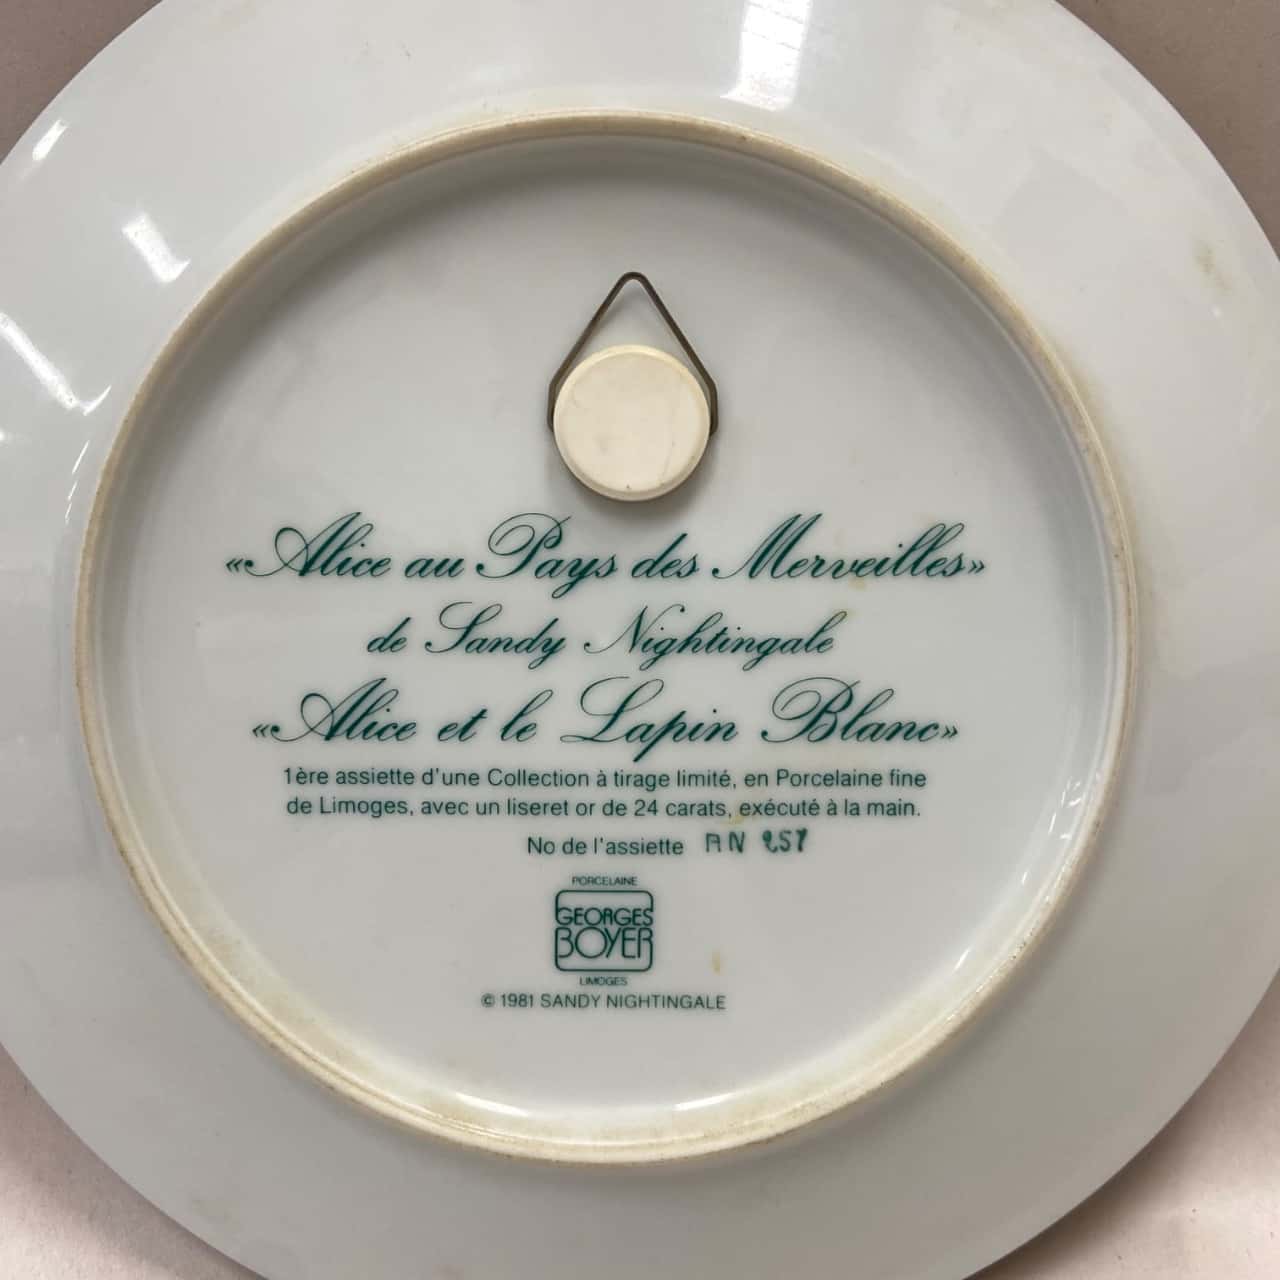 «Alice au Pays des Merveilles»
de Sandy Nightingale
«Alice et le Lapin Blanc»
1ère assiette d'une Collection à tirage limité, en Porcelaine fine
de Limoges, avec un liseret or de 24 carats, exécuté à la main.
No de l'assiette AN 257
PORCELAINE
GEORGES
BOYER
LIMOGES
© 1981 SANDY NIGHTINGALE